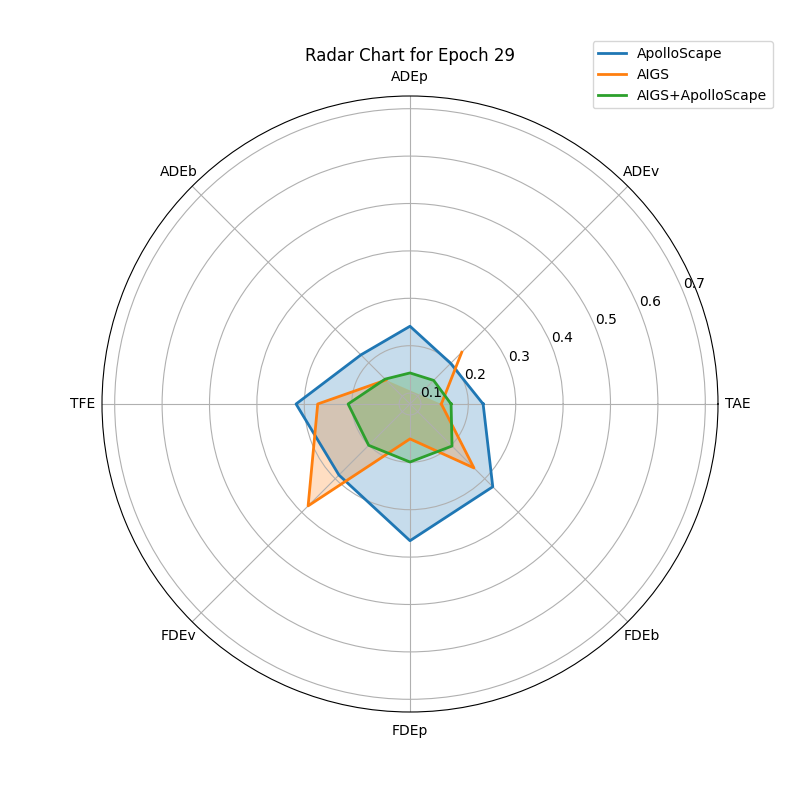 Radar Chart for Epoch 29
ApolloScape
AIGS
AIGS+ApolloScape
ADEp
ADEb
ADEv
0.7
0.6
0.5
0.4
0.3
0.2
0.1
TFE
TAE
FDEv
FDEb
FDEp